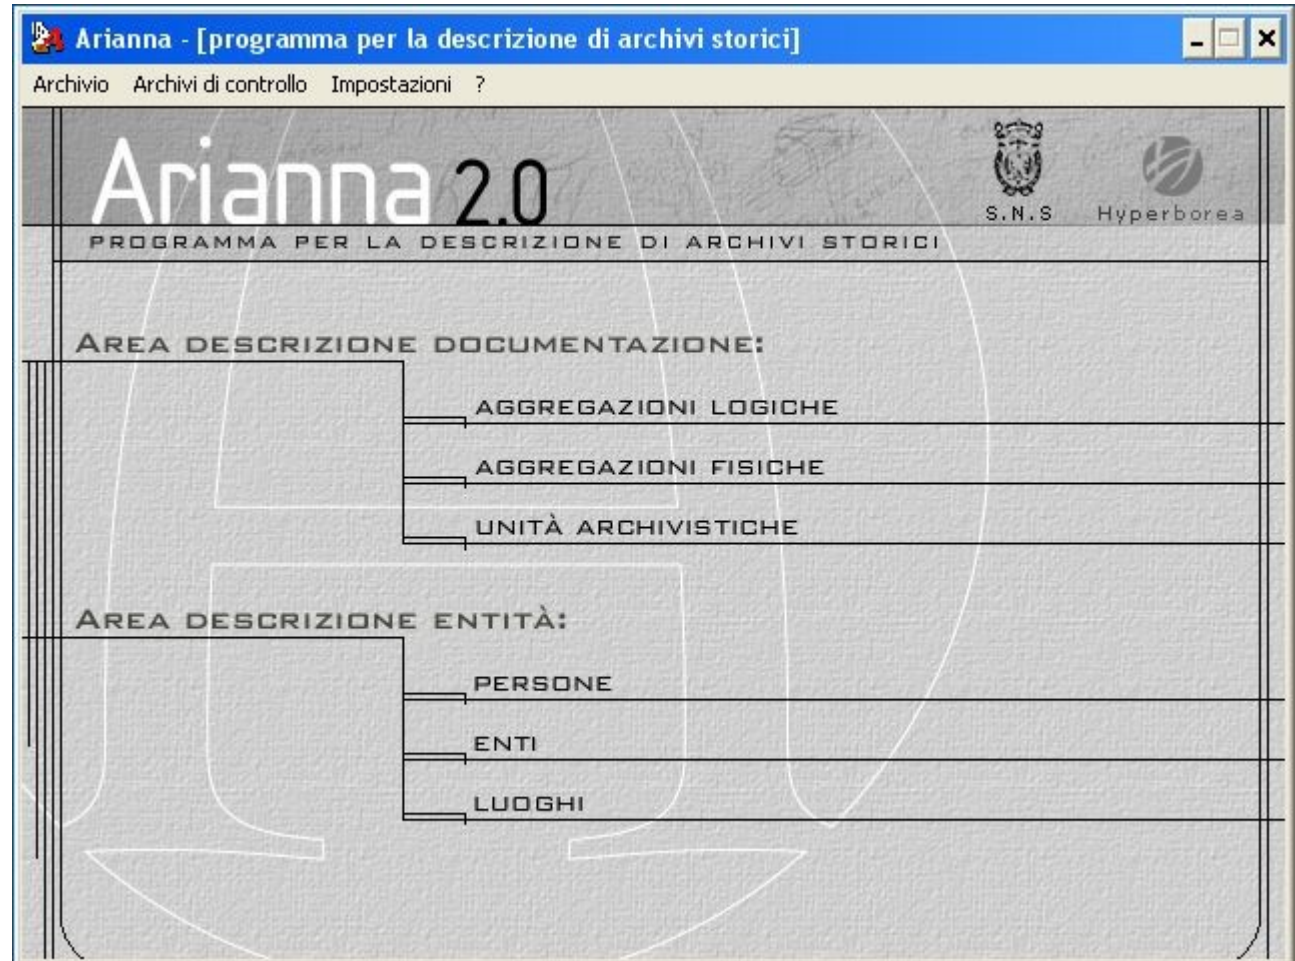 Arianna - [programma per la descrizione di archivi storici]
Archivio Archivi di controllo Impostazioni ?
Arianna 2.0
S.N.S Hyperborea
PROGRAMMA PER LA DESCRIZIONE DI ARCHIVI STORICI
AREA DESCRIZIONE DOCUMENTAZIONE:
AGGREGAZIONI LOGICHE
AGGREGAZIONI FISICHE
UNITÀ ARCHIVISTICHE
AREA DESCRIZIONE ENTITÀ:
PERSONE
ENTI
LUOGHI